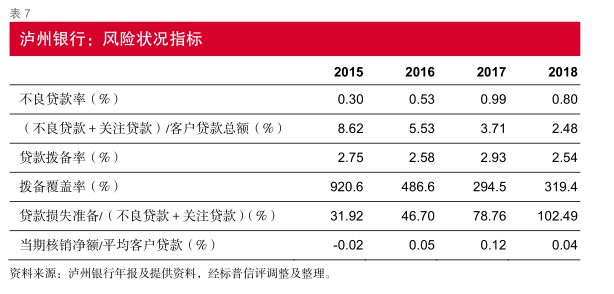 表 7
泸州银行：风险状况指标
2015 2016 2017 2018
不良贷款率（%） 0.30 0.53 0.99 0.80
（不良贷款＋关注贷款）/客户贷款总额（%） 8.62 5.53 3.71 2.48
贷款拨备率（%） 2.75 2.58 2.93 2.54
拨备覆盖率（%） 920.6 486.6 294.5 319.4
贷款损失准备/（不良贷款＋关注贷款）（%） 31.92 46.70 78.76 102.49
当期核销净额/平均客户贷款（%） -0.02 0.05 0.12 0.04
资料来源：泸州银行年报及提供资料，经标普信评调整及整理。